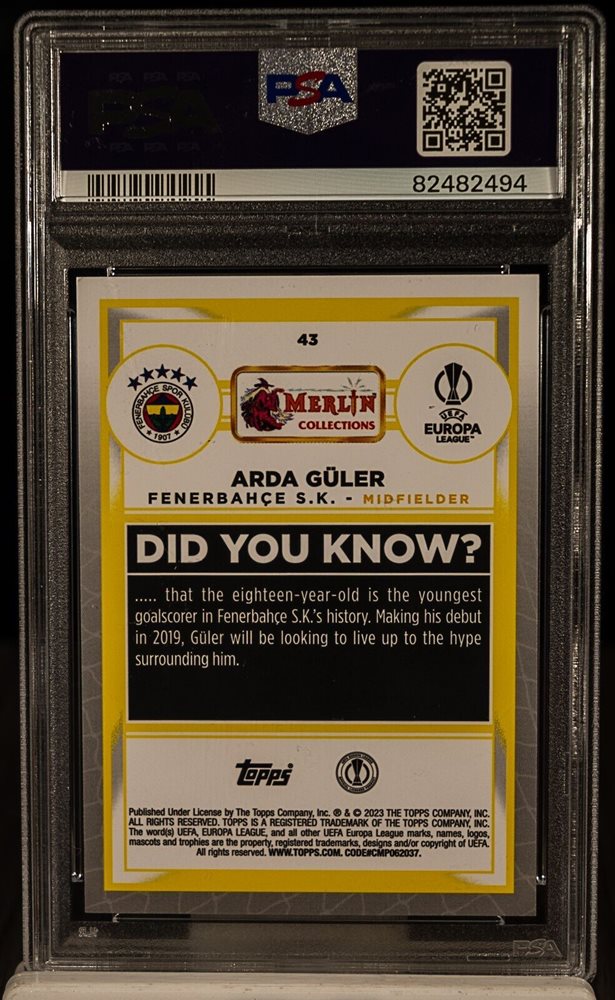 PSA
82482494
43
FENERBAHÇE SPOR KULÜBÜ
★ 1907 ★
MERLIN
COLLECTIONS
UEFA
EUROPA
LEAGUE™
ARDA GÜLER
FENERBAHÇE S.K. - MIDFIELDER
DID YOU KNOW?
..... that the eighteen-year-old is the youngest
goalscorer in Fenerbahçe S.K.'s history. Making his debut
in 2019, Güler will be looking to live up to the hype
surrounding him.
Topps
Published Under License by The Topps Company, Inc. ® & © 2023 THE TOPPS COMPANY, INC.
ALL RIGHTS RESERVED. TOPPS IS A REGISTERED TRADEMARK OF THE TOPPS COMPANY, INC.
The word(s) UEFA, EUROPA LEAGUE, and all other UEFA Europa League marks, names, logos,
mascots and trophies are the property, registered trademarks, designs and/or copyright of UEFA.
All rights reserved. WWW.TOPPS.COM. CODE#CMP062037.
PSA